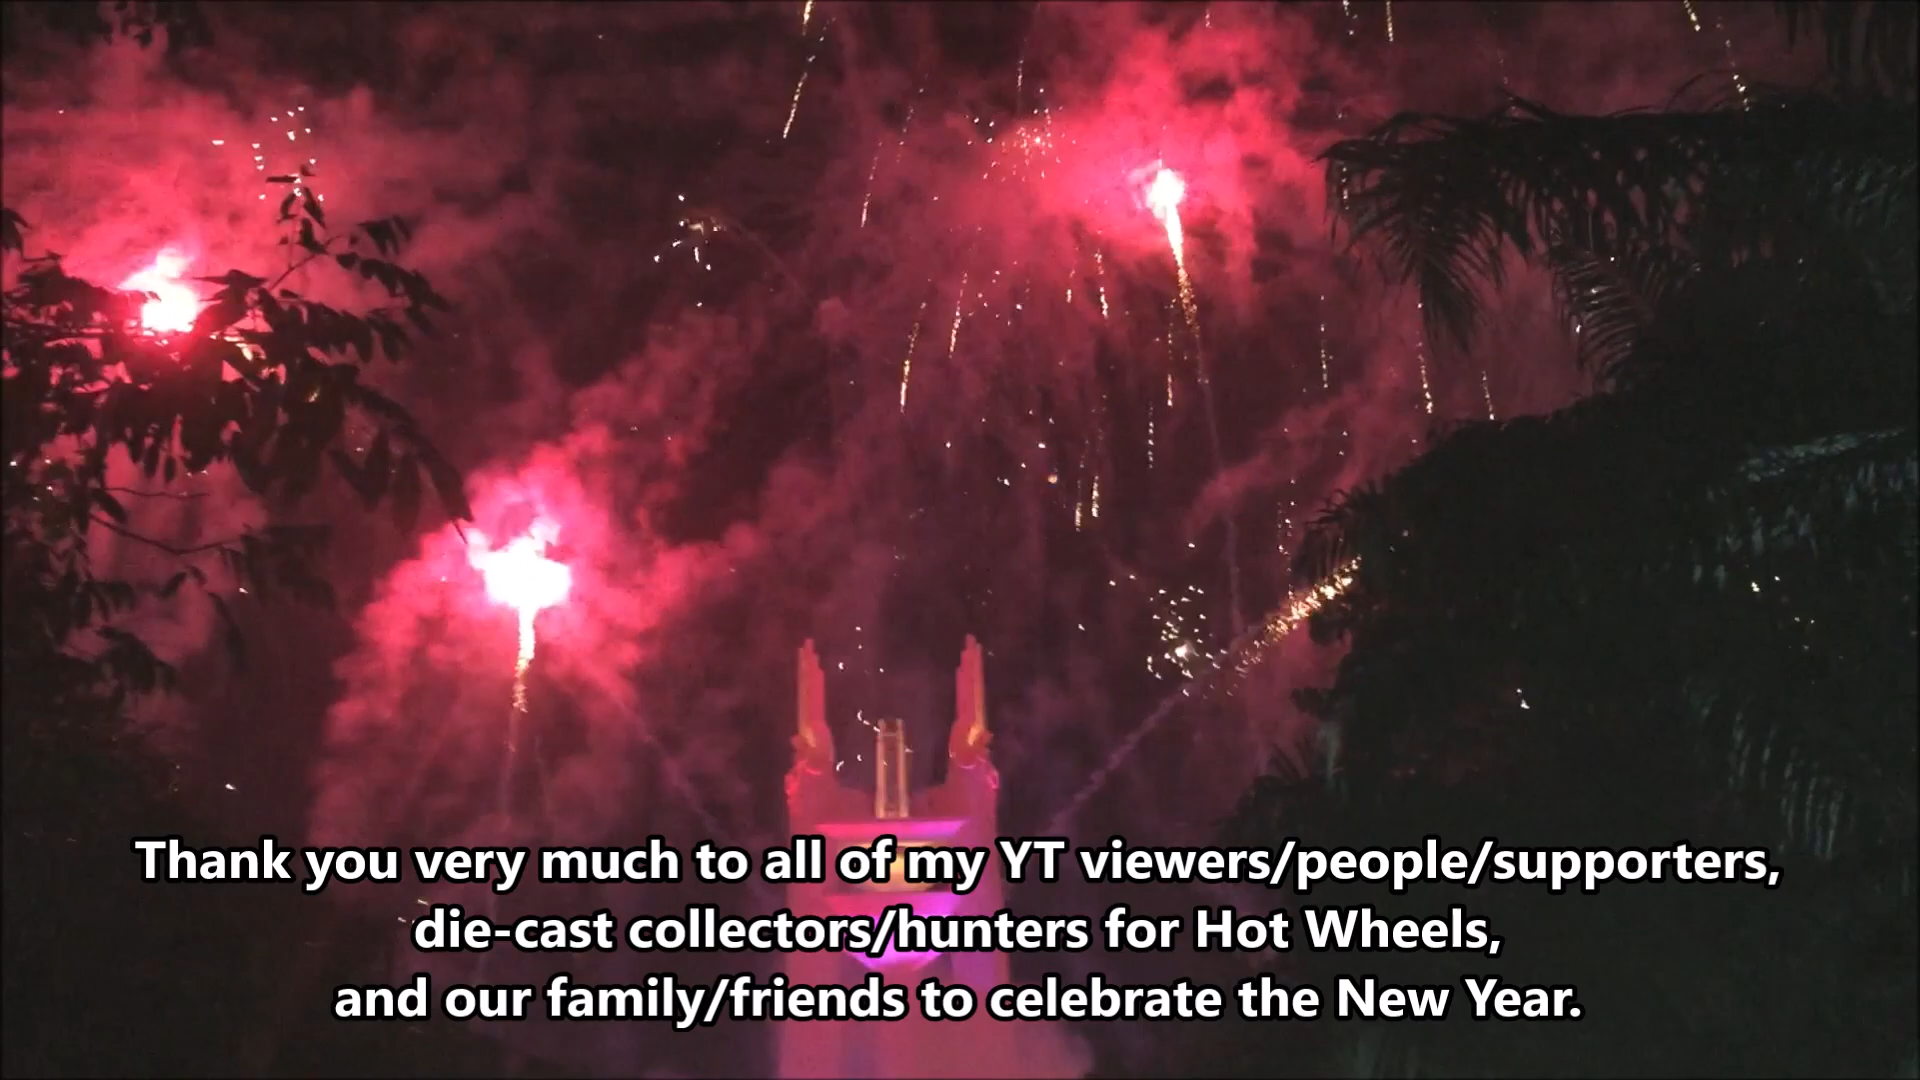 Thank you very much to all of my YT viewers/people/supporters,
die-cast collectors/hunters for Hot Wheels,
and our family/friends to celebrate the New Year.